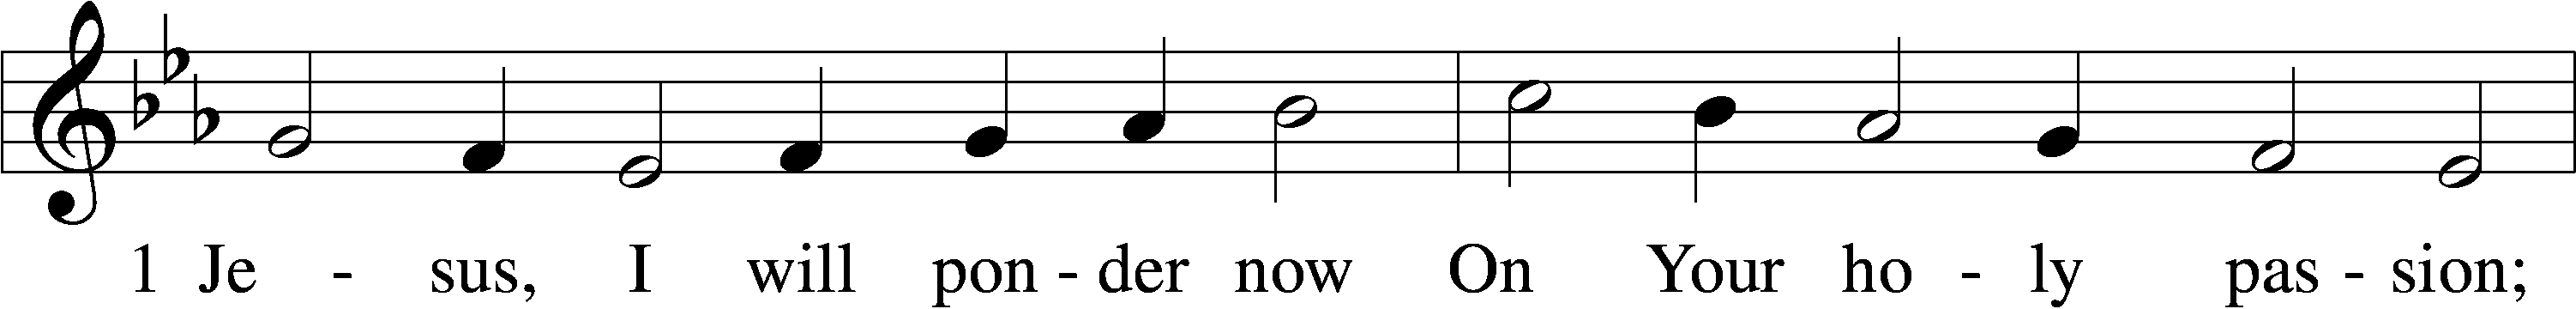 1 Je - sus, I will pon - der now On Your ho - ly pas - sion;